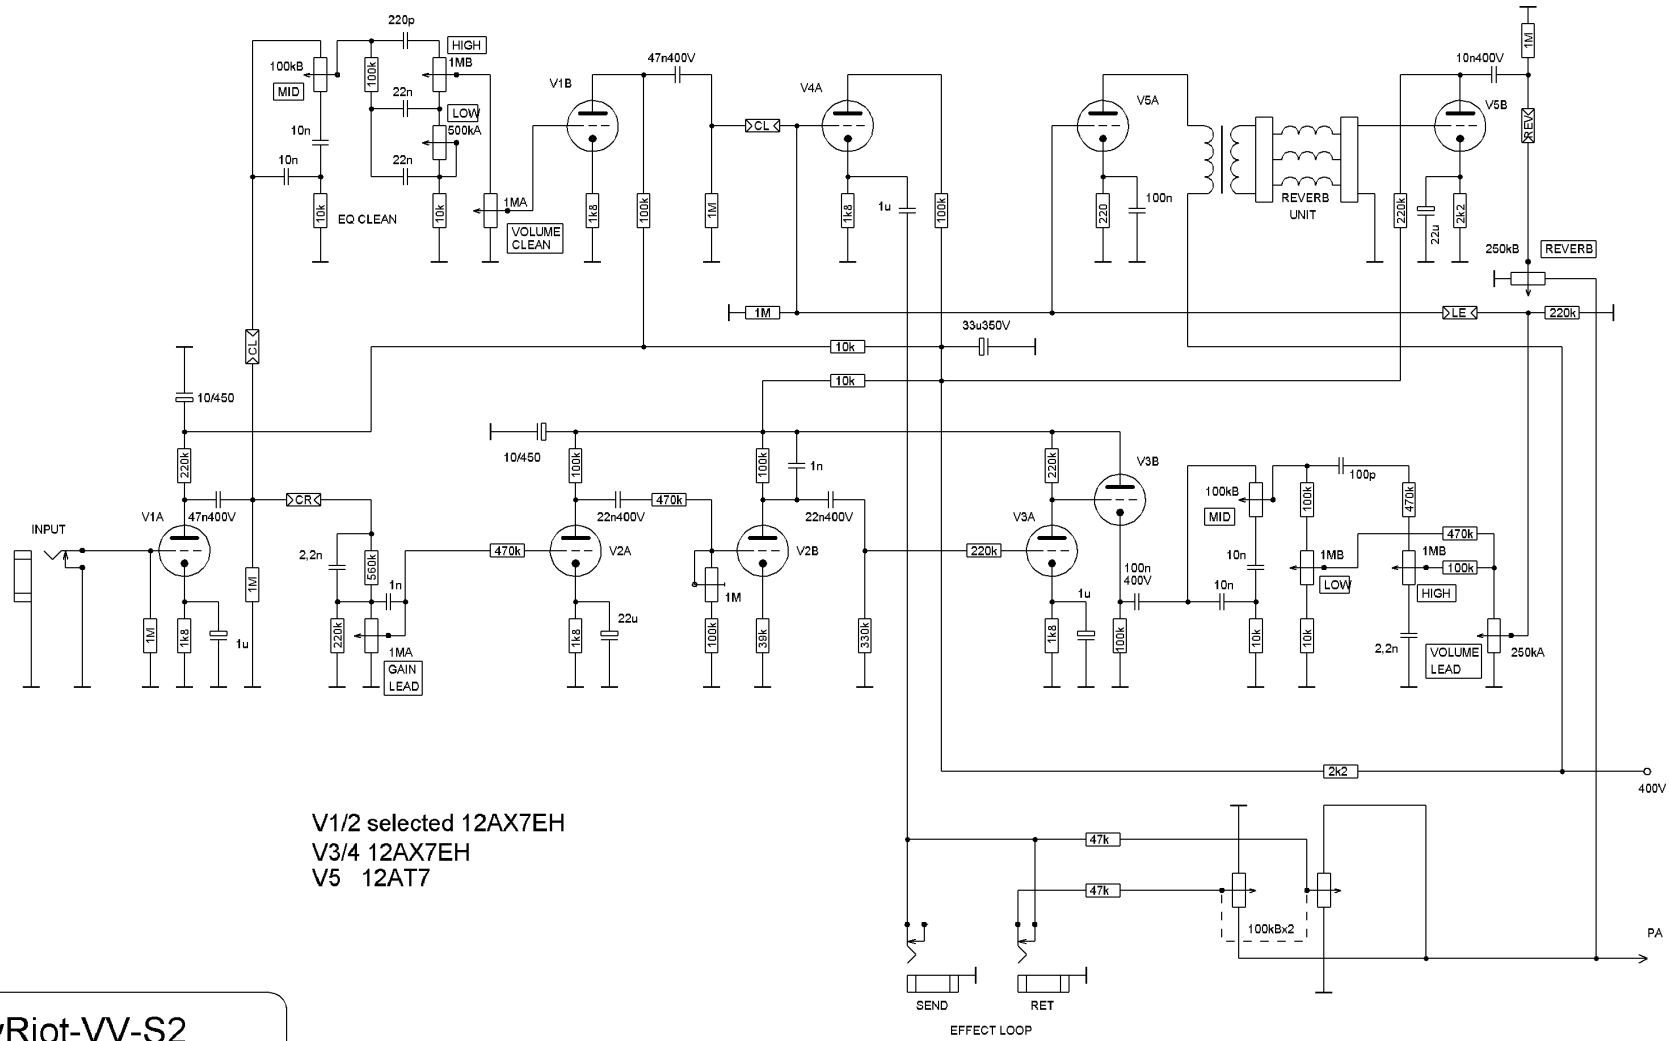 220p
HIGH
100kB
100k
1MB
MID
22n
LOW
500kA
10n
10n
22n
10k
EQ CLEAN
10k
1MA
VOLUME
CLEAN
V1B
47n400V
1k8
100k
1M
CL
V4A
1u
1k8
100k
V5A
220
100n
REVERB
UNIT
1M
10n400V
V5B
REV
220k
22u
2k2
250kB
REVERB
1M
33u350V
LE
220k
CL
10k
10k
10/450
220k
CR
V1A
47n400V
INPUT
1M
1k8
1u
1M
2,2n
560k
1n
220k
1MA
GAIN
LEAD
10/450
100k
22n400V
470k
470k
V2A
1k8
22u
100k
1n
22n400V
V2B
1M
100k
39k
330k
220k
V3A
220k
V3B
100n
400V
1k8
1u
100k
100kB
MID
10n
10n
10k
100p
100k
470k
1MB
LOW
10k
470k
1MB
100k
HIGH
2,2n
VOLUME
LEAD
250kA
2k2
400V
V1/2 selected 12AX7EH
V3/4 12AX7EH
V5 12AT7
47k
47k
100kBx2
PA
SEND
RET
EFFECT LOOP
Riot-VV-S2